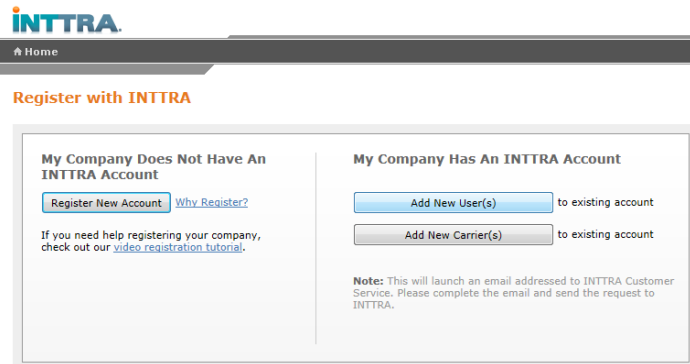 INTTRA.
Home
Register with INTTRA
My Company Does Not Have An
INTTRA Account
Register New Account Why Register?
If you need help registering your company,
check out our video registration tutorial.
My Company Has An INTTRA Account
Add New User(s) to existing account
Add New Carrier(s) to existing account
Note: This will launch an email addressed to INTTRA Customer
Service. Please complete the email and send the request to
INTTRA.